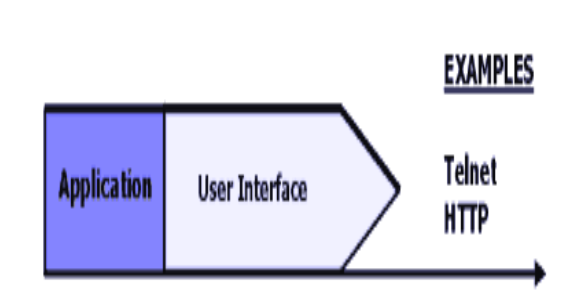 EXAMPLES
Application
User Interface
Telnet
HTTP